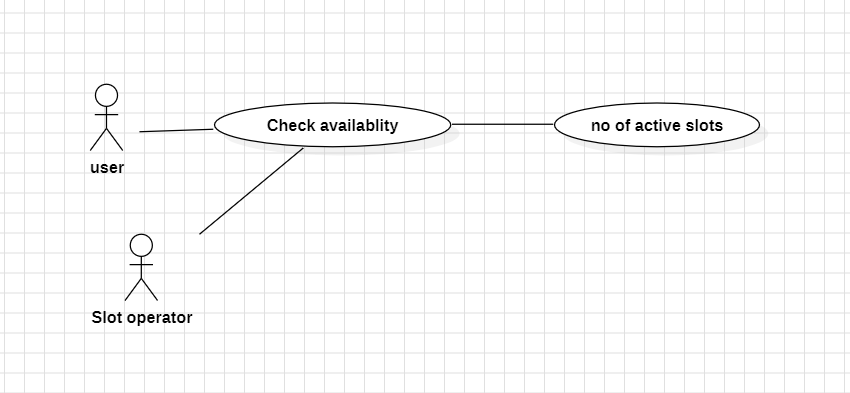 Check availablity
no of active slots
user
Slot operator